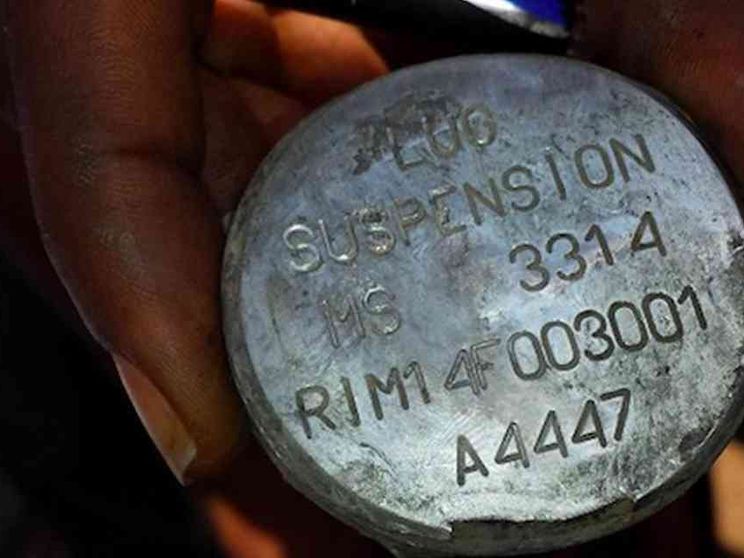 LUG
SUSPENSION
MS 3314
RIM14F003001
A4447